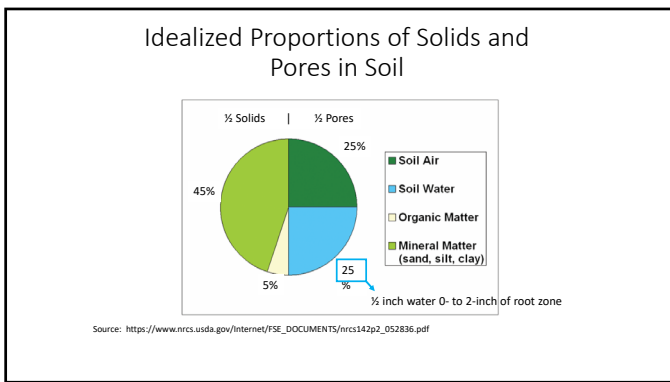 Idealized Proportions of Solids and
Pores in Soil
½ Solids | ½ Pores
25%
45%
5%
25
%
Soil Air
Soil Water
Organic Matter
Mineral Matter
(sand, silt, clay)
½ inch water 0- to 2-inch of root zone
Source: https://www.nrcs.usda.gov/Internet/FSE_DOCUMENTS/nrcs142p2_052836.pdf